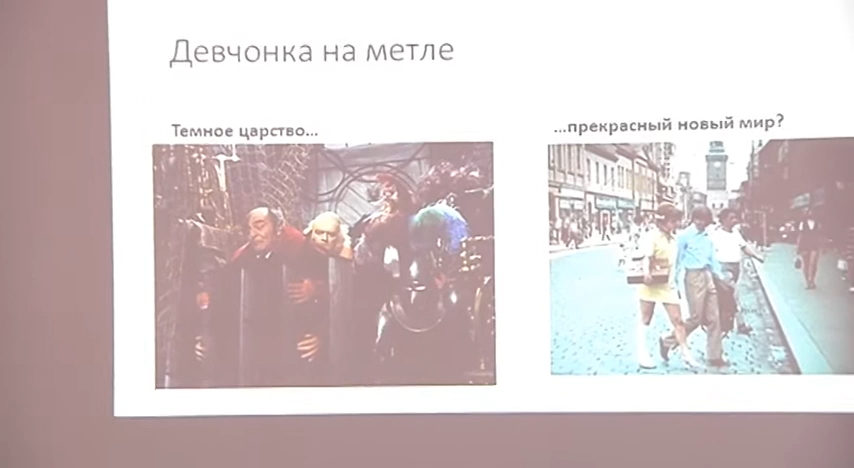 Девчонка на метле
Темное царство...
...прекрасный новый мир?